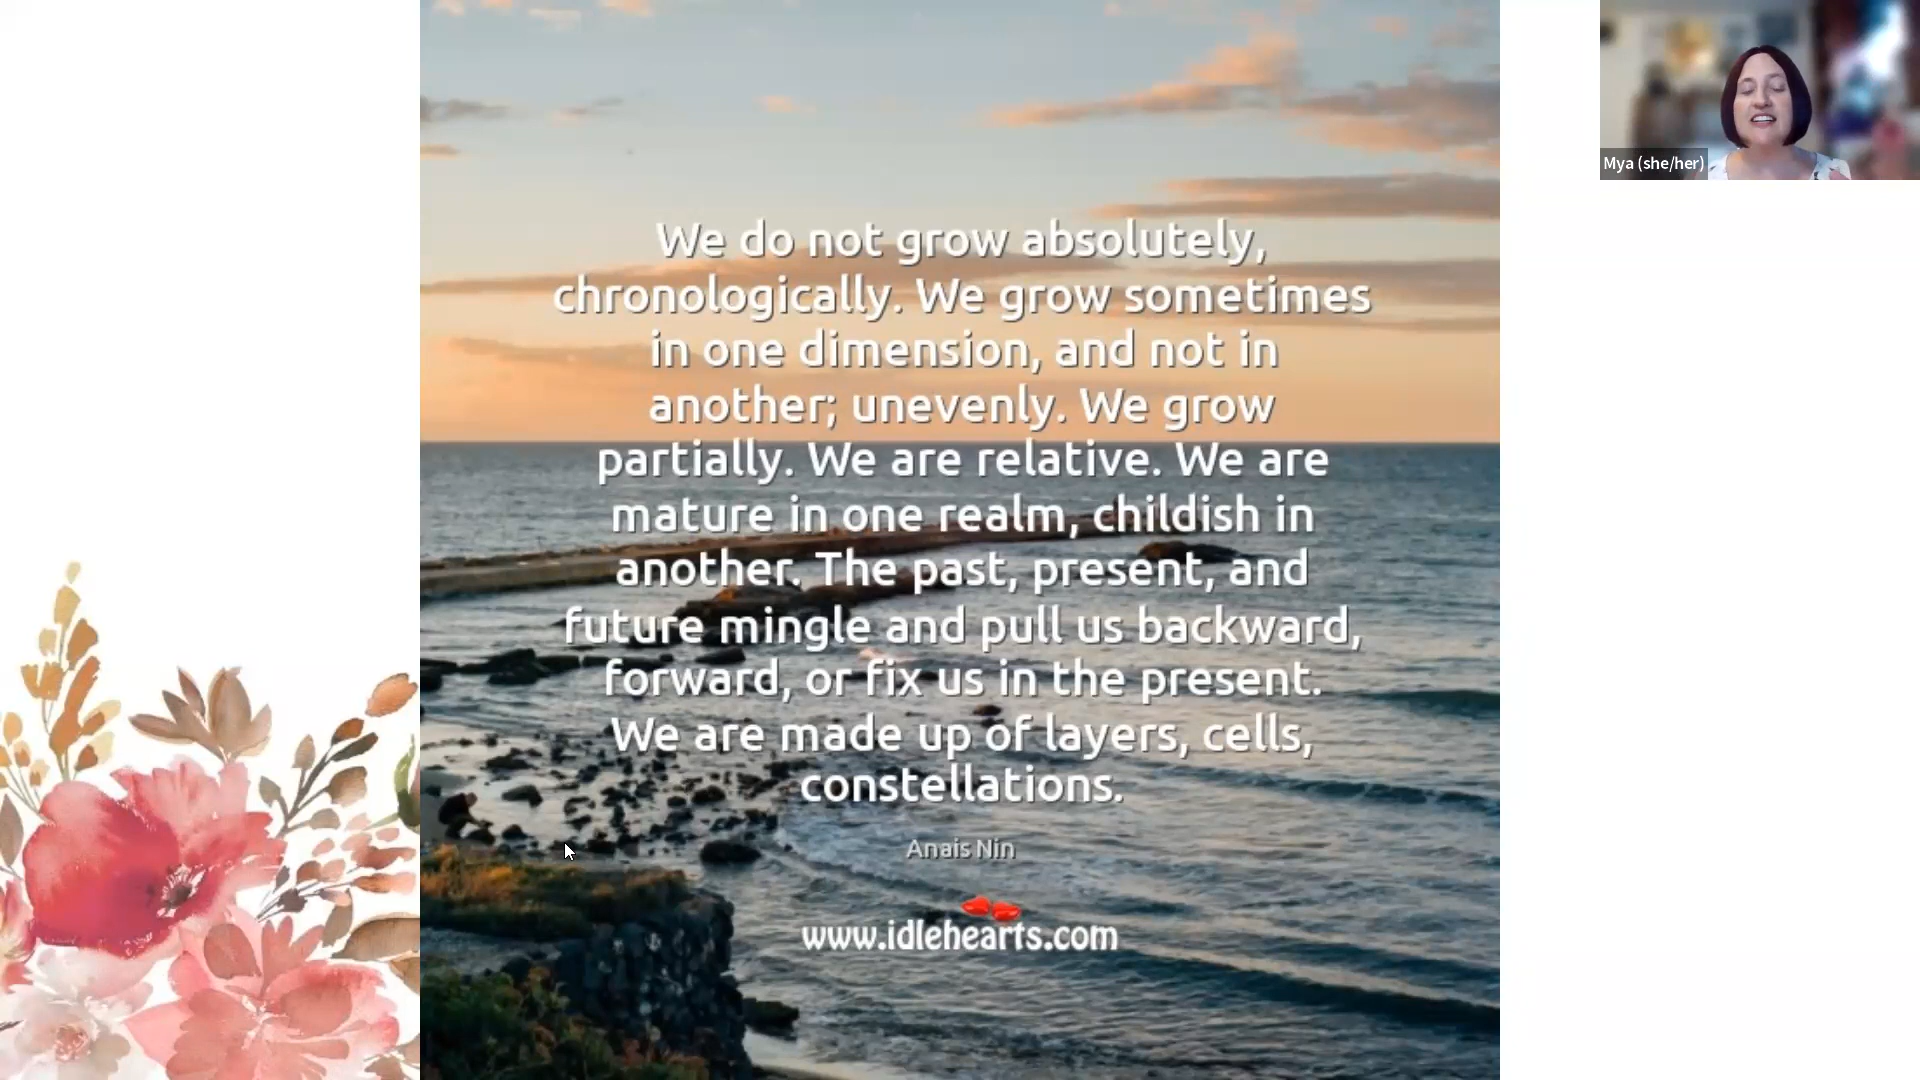 We do not grow absolutely,
chronologically. We grow sometimes
in one dimension, and not in
another; unevenly. We grow
partially. We are relative. We are
mature in one realm, childish in
another. The past, present, and
future mingle and pull us backward,
forward, or fix us in the present.
We are made up of layers, cells,
constellations.
Anais Nin
www.idlehearts.com
Mya (she/her)